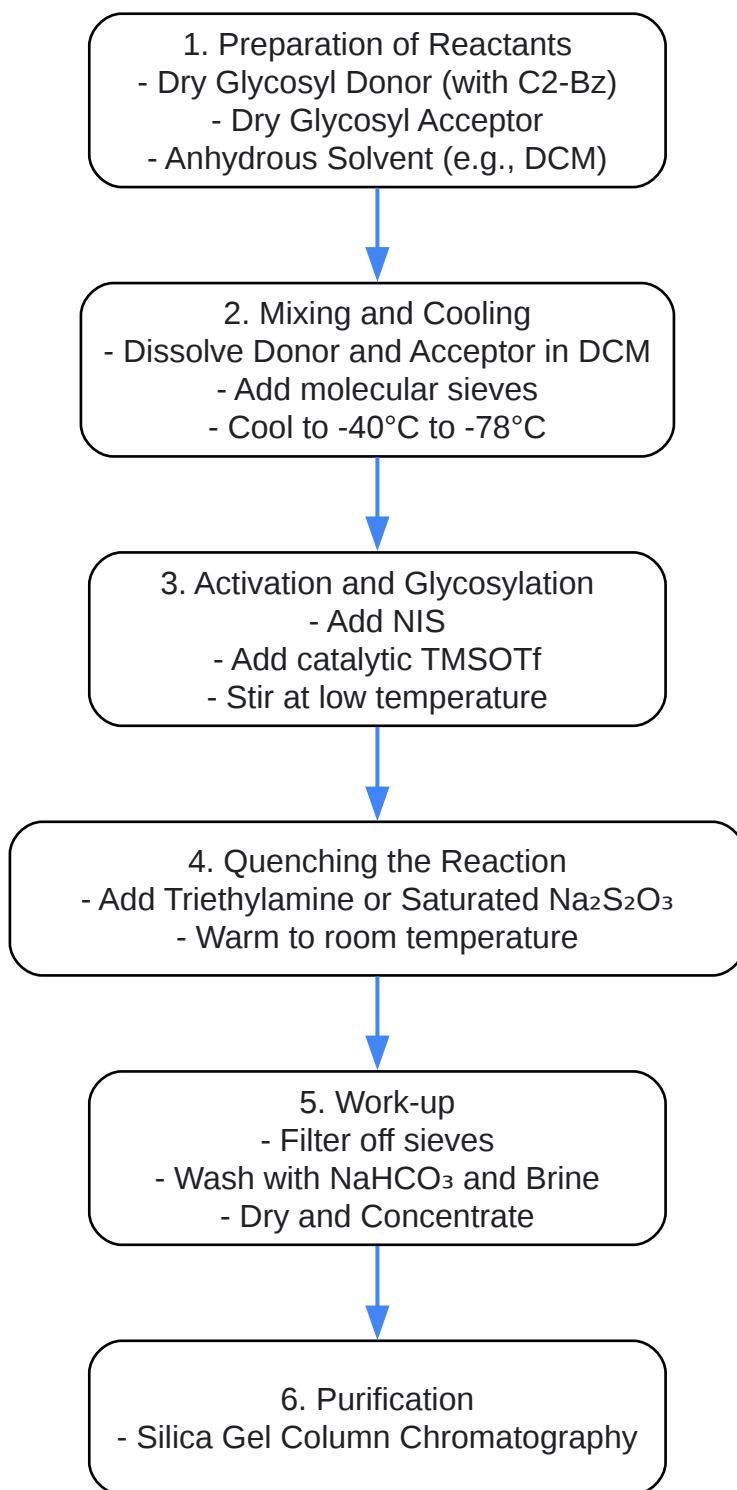 1. Preparation of Reactants
- Dry Glycosyl Donor (with C2-Bz)
- Dry Glycosyl Acceptor
- Anhydrous Solvent (e.g., DCM)
2. Mixing and Cooling
- Dissolve Donor and Acceptor in DCM
- Add molecular sieves
- Cool to -40°C to -78°C
3. Activation and Glycosylation
- Add NIS
- Add catalytic TMSOTf
- Stir at low temperature
4. Quenching the Reaction
- Add Triethylamine or Saturated Na₂S₂O₃
- Warm to room temperature
5. Work-up
- Filter off sieves
- Wash with NaHCO₃ and Brine
- Dry and Concentrate
6. Purification
- Silica Gel Column Chromatography